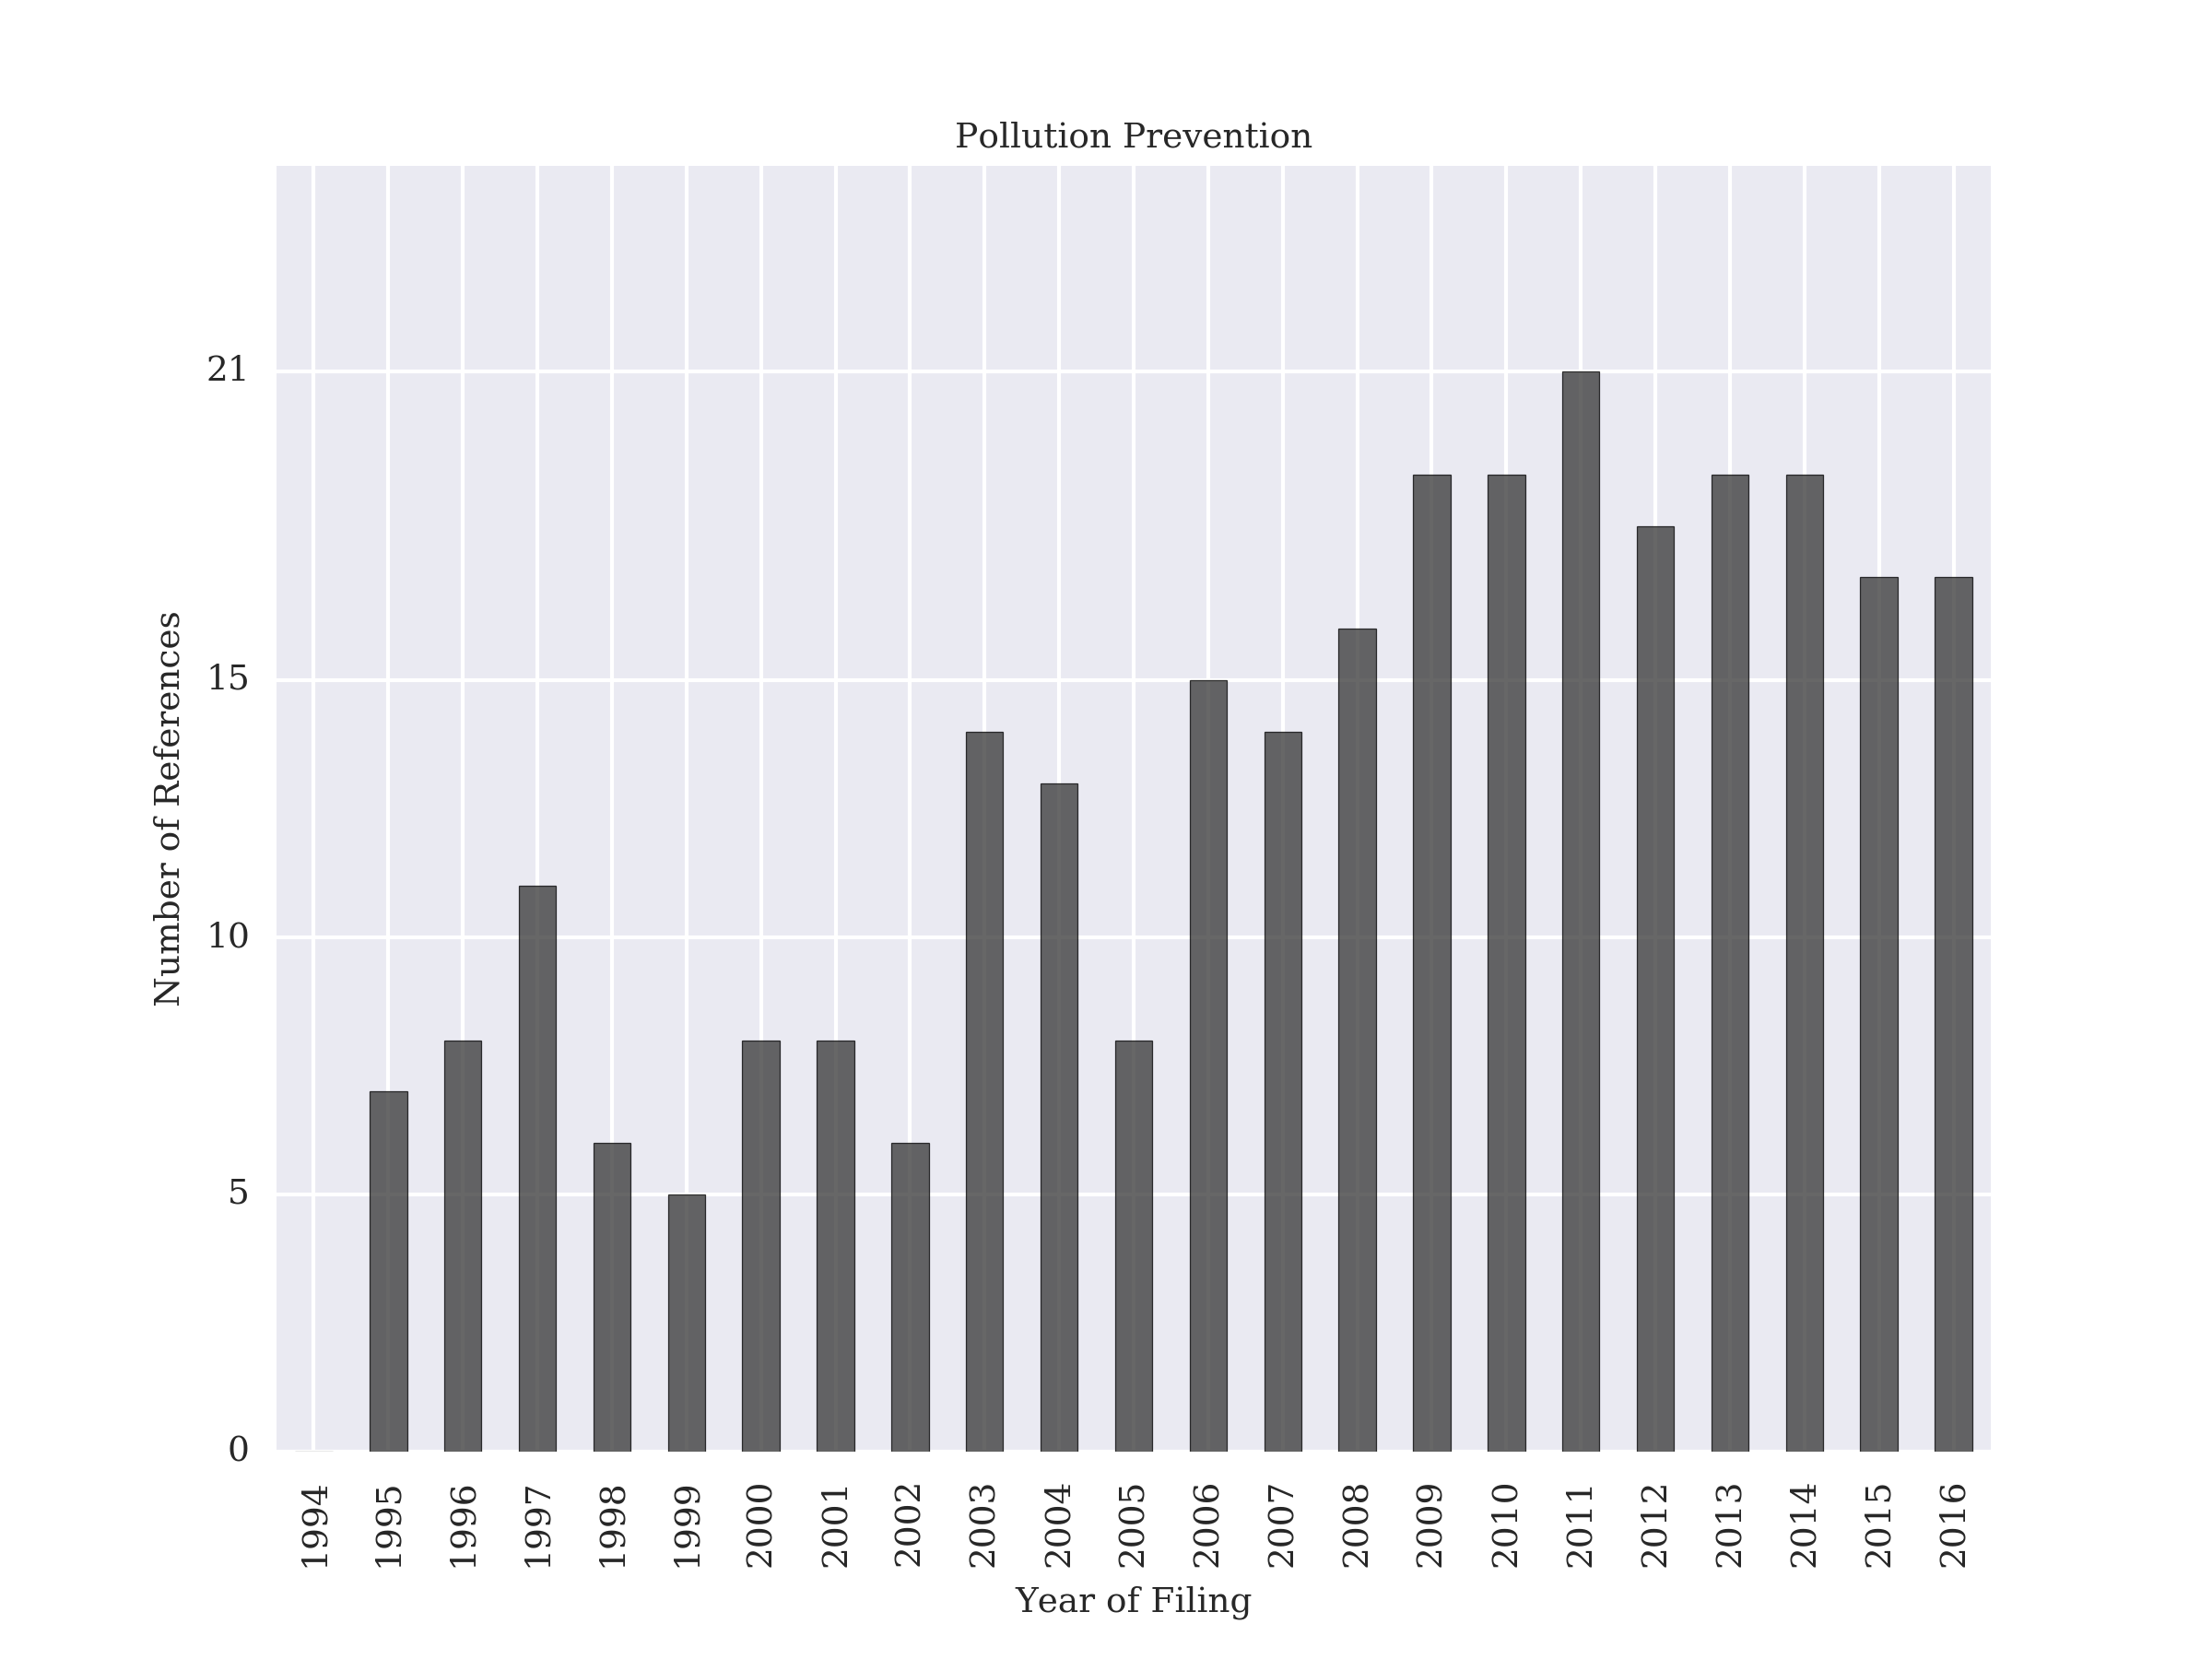 Pollution Prevention
Number of References
21
15
10
5
0
1994 1995 1996 1997 1998 1999 2000 2001 2002 2003 2004 2005 2006 2007 2008 2009 2010 2011 2012 2013 2014 2015 2016
Year of Filing